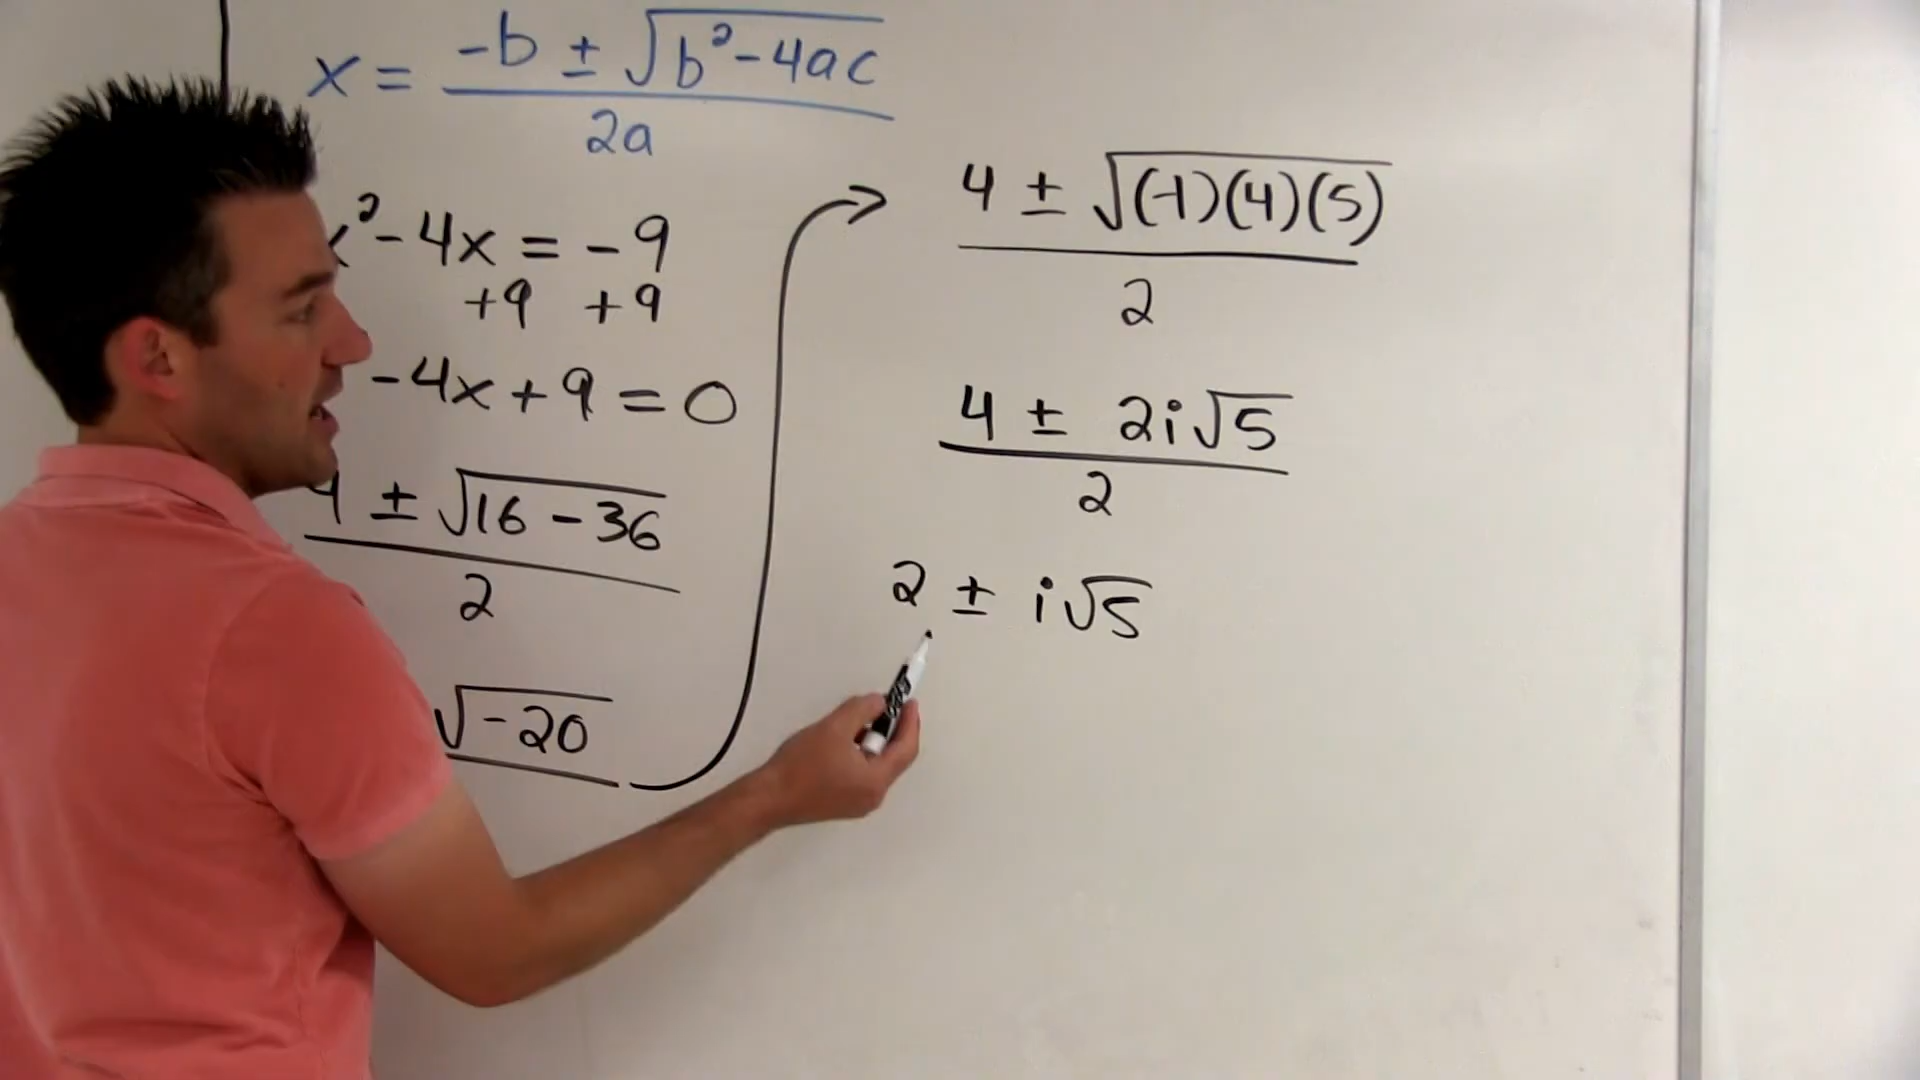 x = -b ± √b² - 4ac
2a
x² - 4x = -9
+9 +9
- 4x + 9 = 0
4 ± √16 - 36
2
√-20
4 ± √(-1)(4)(5)
2
4 ± 2i√5
2
2 ± i√5